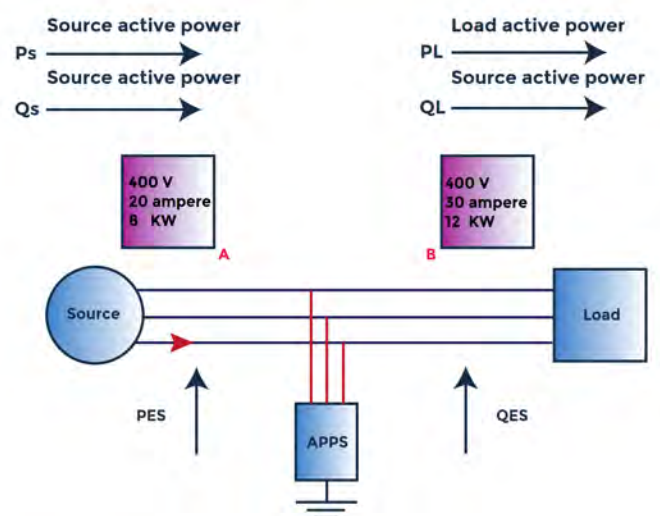 Source active power
Ps
Source active power
Qs
Load active power
PL
Source active power
QL
400 V
20 ampere
6 KW
A
400 V
30 ampere
12 KW
B
Source
Load
PES
QES
APPS